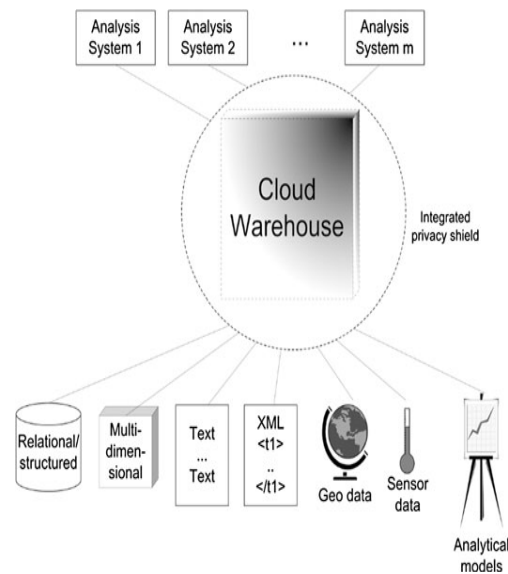 Analysis
System 1
Analysis
System 2
...
Analysis
System m
Cloud
Warehouse
Integrated
privacy shield
Relational/
structured
Multi-
dimen-
sional
Text
...
Text
XML
<t1>
..
</t1>
Geo data
Sensor
data
Analytical
models